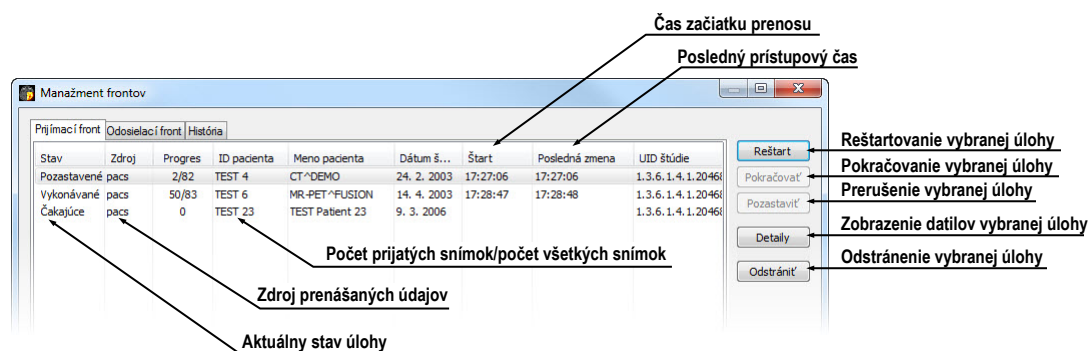 Čas začiatku prenosu
Posledný prístupový čas
Manažment frontov
Prijímací front Odosielací front História
Stav Zdroj Progres ID pacienta Meno pacienta Dátum š... Štart Posledná zmena UID štúdie
Pozastavené pacs 2/82 TEST 4 CT^DEMO 24. 2. 2003 17:27:06 17:27:06 1.3.6.1.4.1.20468
Vykonávané pacs 50/83 TEST 6 MR-PET^FUSION 14. 4. 2003 17:28:47 17:28:48 1.3.6.1.4.1.20468
Čakajúce pacs 0 TEST 23 TEST Patient 23 9. 3. 2006 1.3.6.1.4.1.20468
Reštart
Pokračovať
Pozastaviť
Detaily
Odstrániť
Reštartovanie vybranej úlohy
Pokračovanie vybranej úlohy
Prerušenie vybranej úlohy
Zobrazenie datilov vybranej úlohy
Odstránenie vybranej úlohy
Počet prijatých snímok/počet všetkých snímok
Zdroj prenášaných údajov
Aktuálny stav úlohy